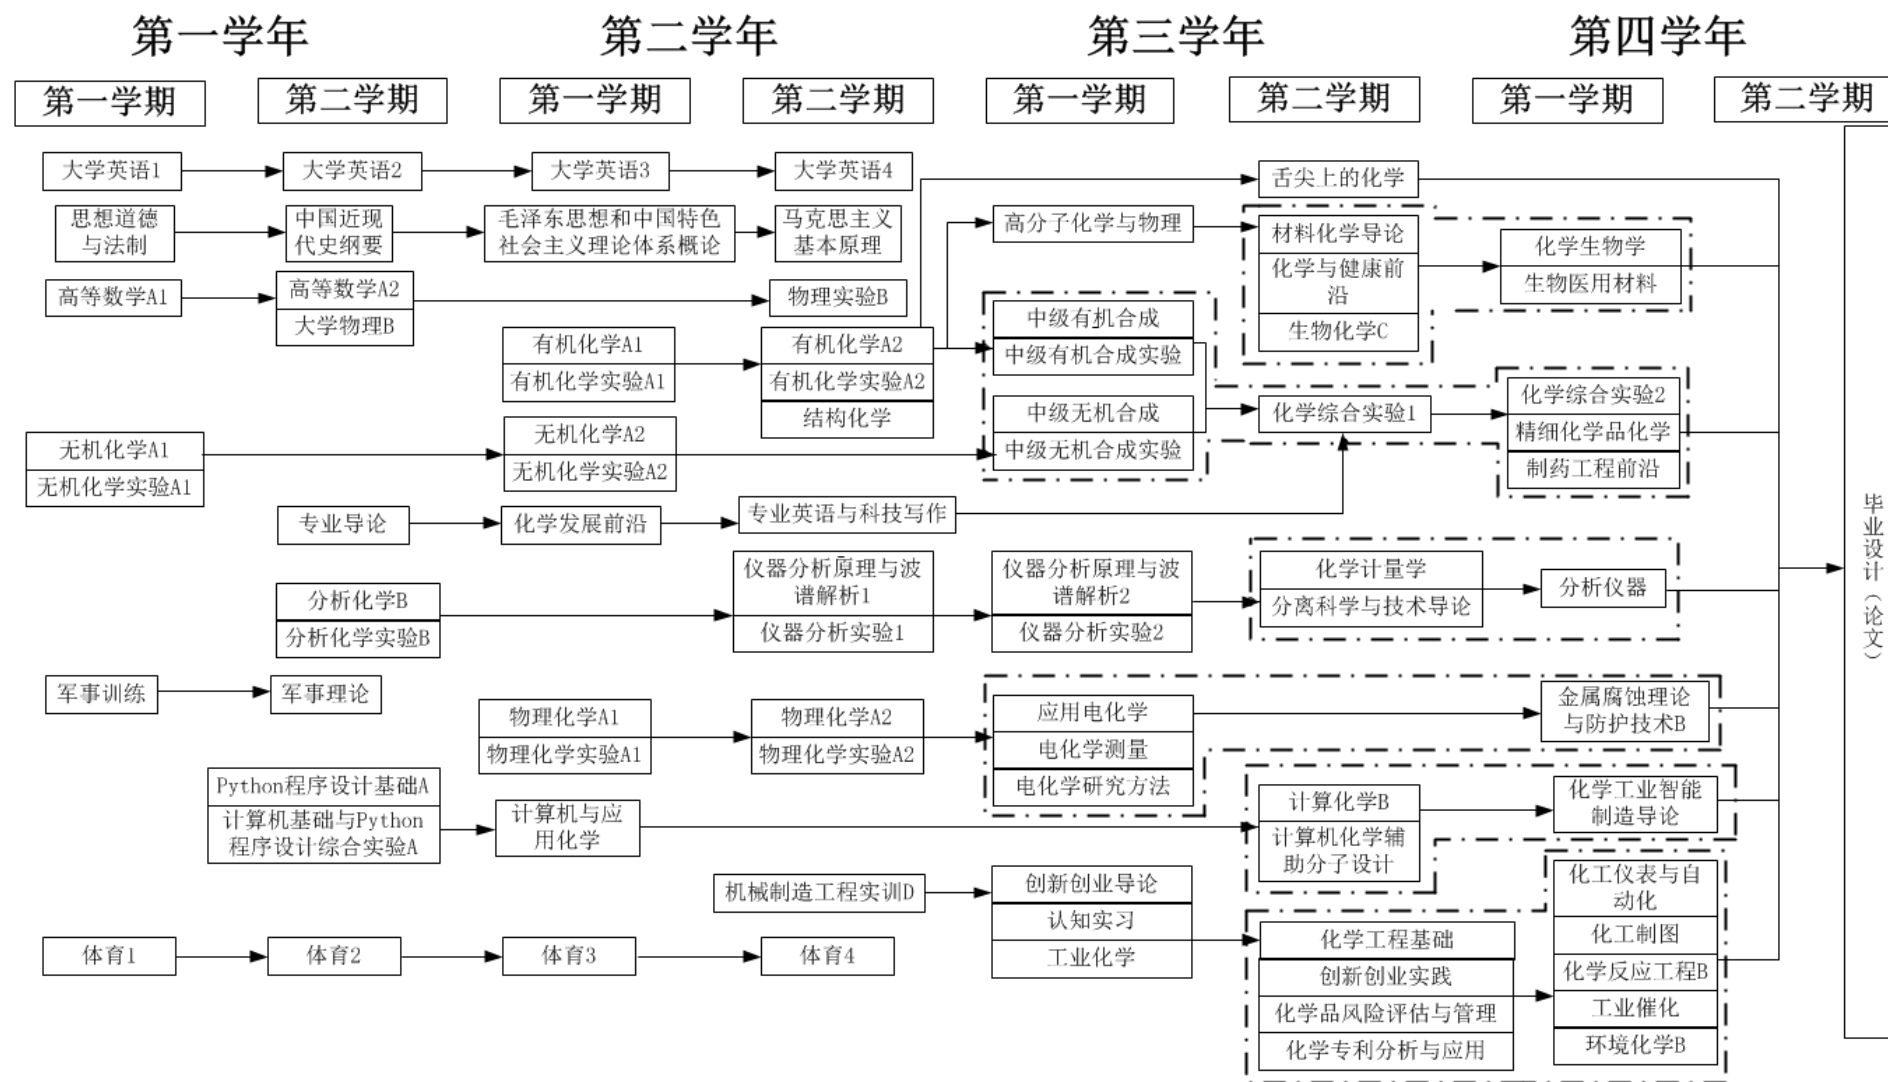 第一学年
第二学年
第三学年
第四学年
第一学期
第二学期
第一学期
第二学期
第一学期
第二学期
第一学期
第二学期
大学英语1
大学英语2
大学英语3
大学英语4
舌尖上的化学
思想道德
与法制
中国近现
代史纲要
毛泽东思想和中国特色
社会主义理论体系概论
马克思主义
基本原理
高分子化学与物理
材料化学导论
化学与健康前
沿
生物化学C
化学生物学
生物医用材料
高等数学A1
高等数学A2
大学物理B
物理实验B
有机化学A1
有机化学实验A1
有机化学A2
有机化学实验A2
结构化学
中级有机合成
中级有机合成实验
中级无机合成
中级无机合成实验
化学综合实验1
化学综合实验2
精细化学品化学
制药工程前沿
无机化学A1
无机化学实验A1
无机化学A2
无机化学实验A2
专业导论
化学发展前沿
专业英语与科技写作
分析化学B
分析化学实验B
仪器分析原理与波
谱解析1
仪器分析实验1
仪器分析原理与波
谱解析2
仪器分析实验2
化学计量学
分离科学与技术导论
分析仪器
毕业设计（论文）
军事训练
军事理论
物理化学A1
物理化学实验A1
物理化学A2
物理化学实验A2
应用电化学
电化学测量
电化学研究方法
金属腐蚀理论
与防护技术B
Python程序设计基础A
计算机基础与Python
程序设计综合实验A
计算机与应
用化学
计算化学B
计算机化学辅
助分子设计
化学工业智能
制造导论
机械制造工程实训D
创新创业导论
认知实习
工业化学
化学工程基础
创新创业实践
化学品风险评估与管理
化学专利分析与应用
化工仪表与自
动化
化工制图
化学反应工程B
工业催化
环境化学B
体育1
体育2
体育3
体育4